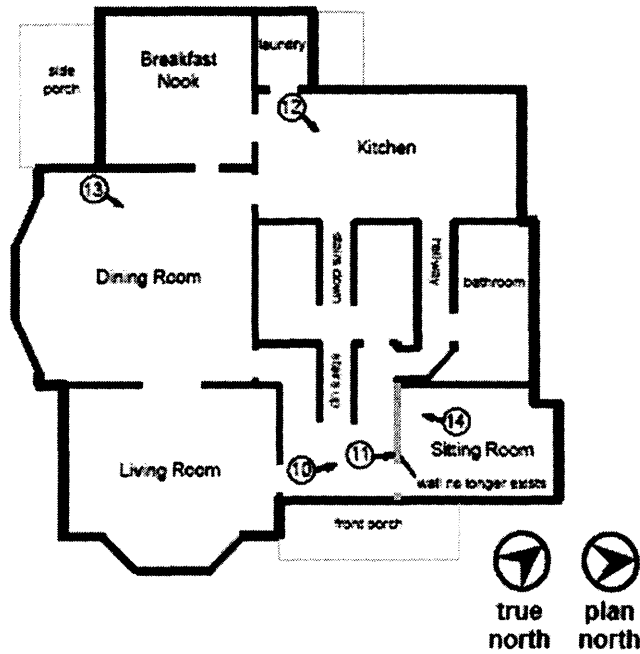 laundry
Breakfast
Nook
side
porch
12
Kitchen
13
stairs down
hallway
Dining Room
bathroom
stairs up
14
11
10
Living Room
Sitting Room
wall no longer exists
front porch
true
north
plan
north